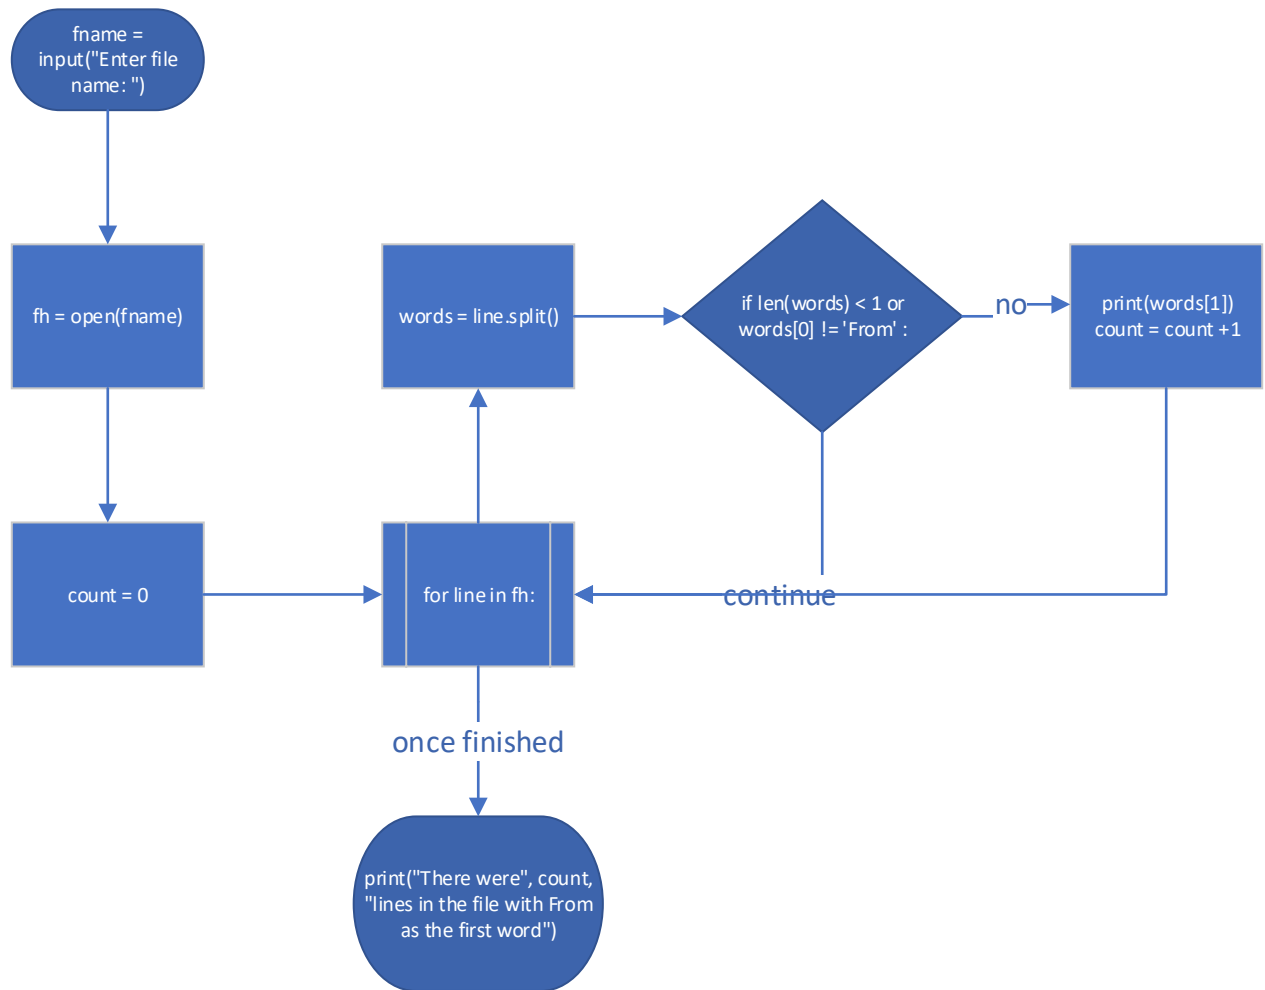 fname =
input("Enter file
name: ")
fh = open(fname)
count = 0
for line in fh:
words = line.split()
if len(words) < 1 or
words[0] != 'From' :
no
print(words[1])
count = count +1
continue
once finished
print("There were", count,
"lines in the file with From
as the first word")